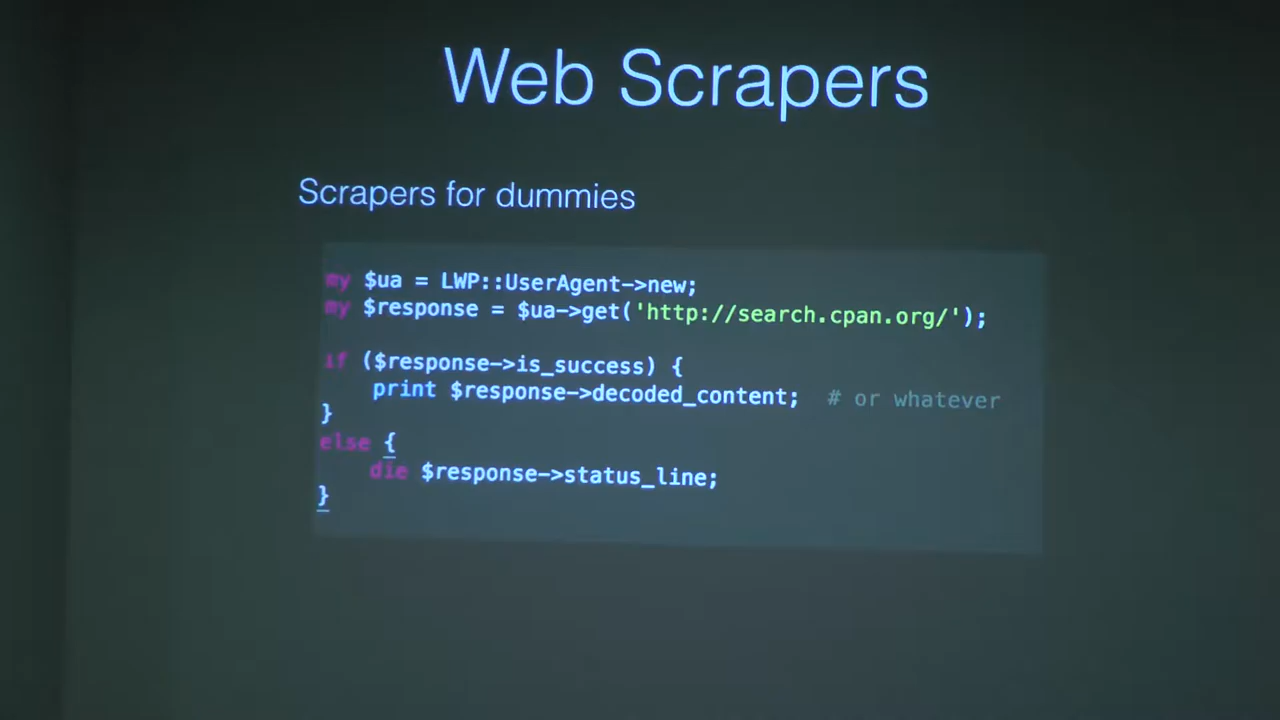 Web Scrapers
Scrapers for dummies
my $ua = LWP::UserAgent->new;
my $response = $ua->get('http://search.cpan.org/');
if ($response->is_success) {
    print $response->decoded_content;  # or whatever
}
else {
    die $response->status_line;
}